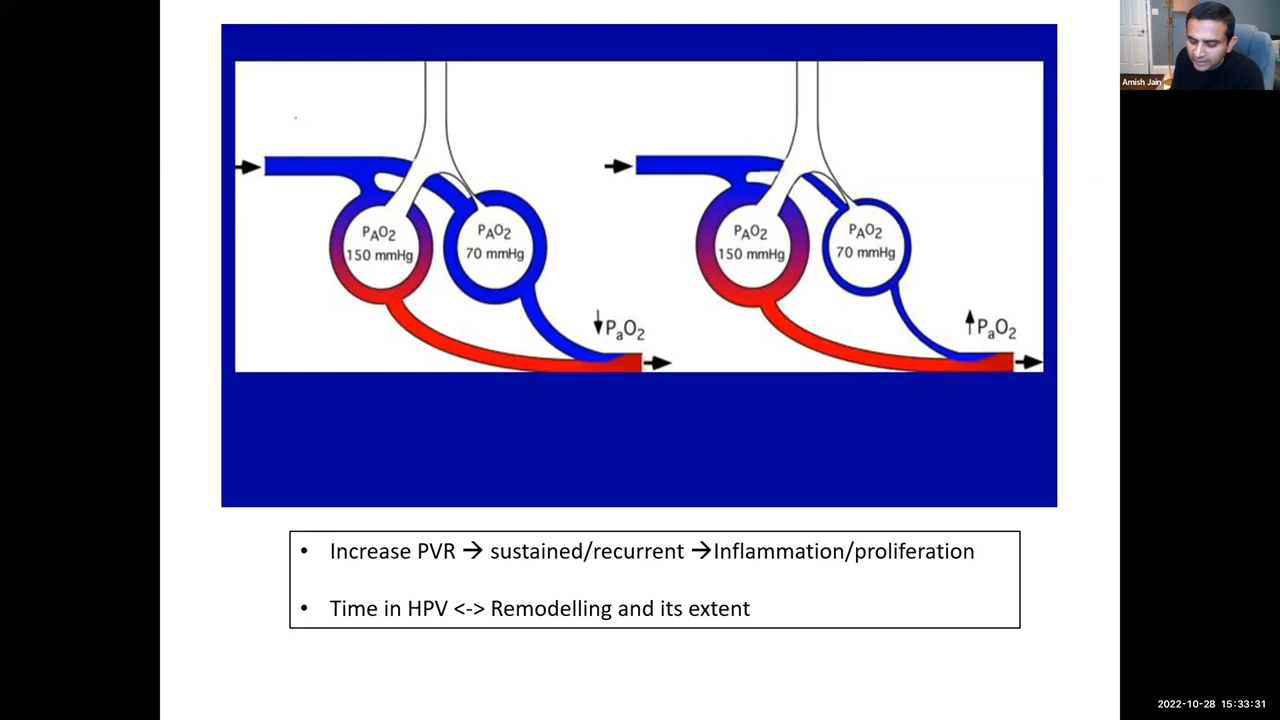 Amish Jain
PAO2
150 mmHg
PAO2
70 mmHg
↓PaO2
PAO2
150 mmHg
PAO2
70 mmHg
↑PaO2
• Increase PVR → sustained/recurrent →Inflammation/proliferation
• Time in HPV <-> Remodelling and its extent
2022-10-28 15:33:31